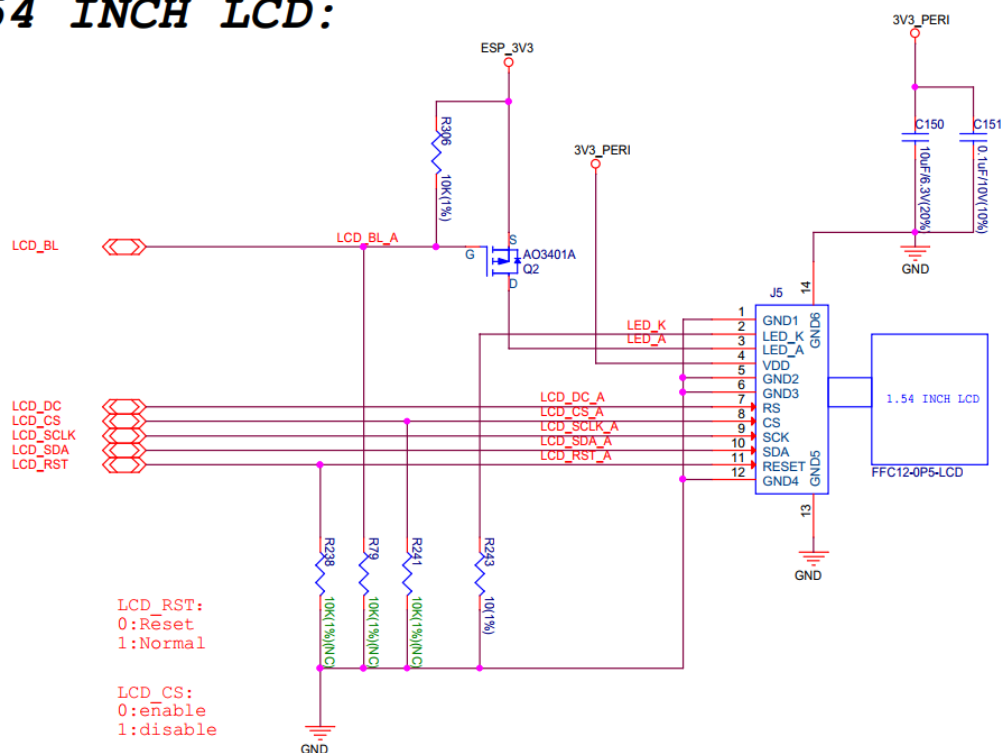 54 INCH LCD:
3V3_PERI
ESP_3V3
C150
C151
10uF/6.3V(20%)
0.1uF/10V(10%)
GND
R306
10K(1%)
3V3_PERI
LCD_BL
LCD_BL_A
S
G
D
AO3401A
Q2
J5
14
GND6
1 GND1
LED_K 2 LED_K
LED_A 3 LED_A
4 VDD
5 GND2
6 GND3
LCD_DC LCD_DC_A 7 RS
LCD_CS LCD_CS_A 8 CS
LCD_SCLK LCD_SCLK_A 9 SCK
LCD_SDA LCD_SDA_A 10 SDA
LCD_RST LCD_RST_A 11 RESET
12 GND4
GND5
13
GND
1.54 INCH LCD
FFC12-0P5-LCD
R238
10K(1%)(NC)
R79
10K(1%)(NC)
R241
10K(1%)(NC)
R243
10(1%)
LCD_RST:
0:Reset
1:Normal
LCD_CS:
0:enable
1:disable
GND